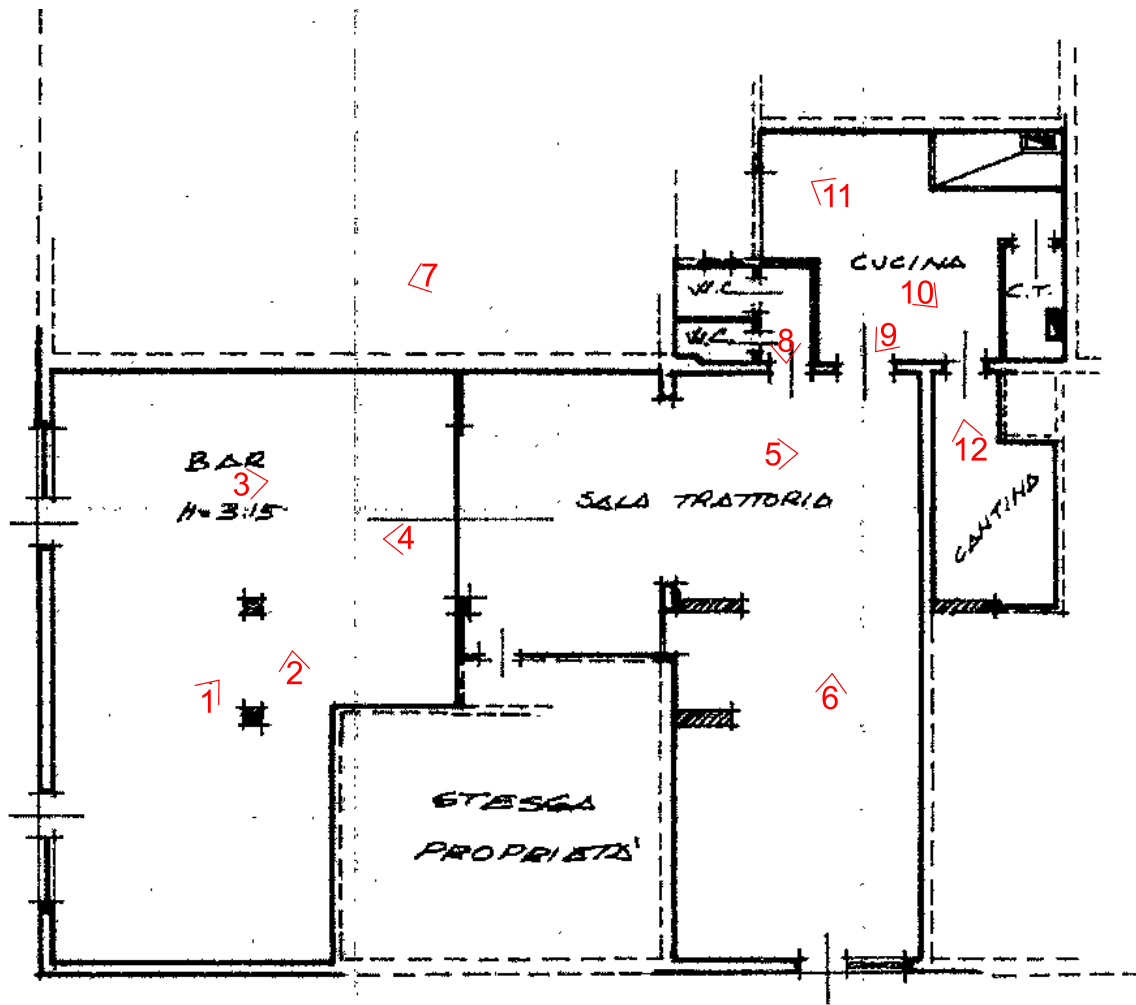 11
CUCINA
7
W.C.
10
C.T.
W.C.
8
9
BAR
3
H=3.15
5
12
SALA TRATTORIA
CANTINA
4
2
1
6
STESSA
PROPRIETA'